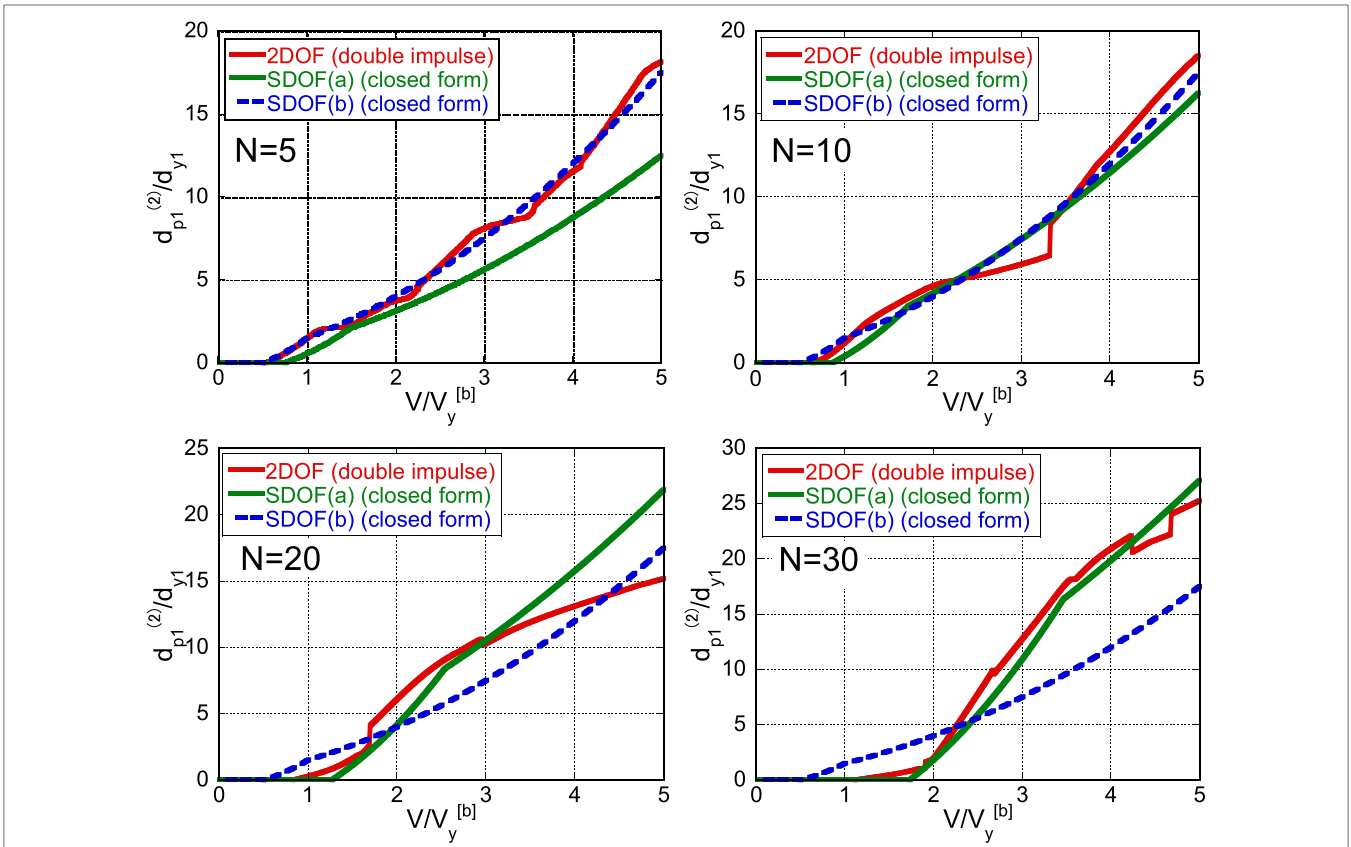 20
15
10
5
0
d_p1^(2)/d_y1
2DOF (double impulse)
SDOF(a) (closed form)
SDOF(b) (closed form)
N=5
0 1 2 3 4 5
V/V_y^[b]
20
15
10
5
0
d_p1^(2)/d_y1
2DOF (double impulse)
SDOF(a) (closed form)
SDOF(b) (closed form)
N=10
0 1 2 3 4 5
V/V_y^[b]
25
20
15
10
5
0
d_p1^(2)/d_y1
2DOF (double impulse)
SDOF(a) (closed form)
SDOF(b) (closed form)
N=20
0 1 2 3 4 5
V/V_y^[b]
30
25
20
15
10
5
0
d_p1^(2)/d_y1
2DOF (double impulse)
SDOF(a) (closed form)
SDOF(b) (closed form)
N=30
0 1 2 3 4 5
V/V_y^[b]